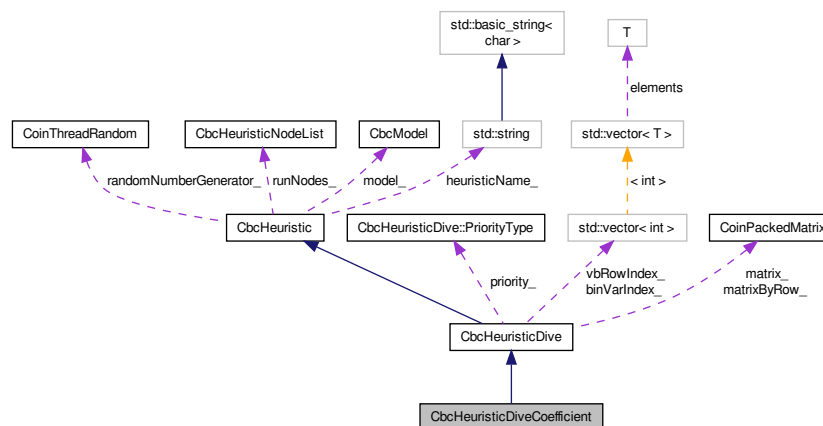 std::basic_string<
char >
T
elements
CoinThreadRandom
CbcHeuristicNodeList
CbcModel
std::string
std::vector< T >
randomNumberGenerator_
runNodes_
model_
heuristicName_
< int >
CbcHeuristic
CbcHeuristicDive::PriorityType
std::vector< int >
CoinPackedMatrix
priority_
vbRowIndex_
binVarIndex_
matrix_
matrixByRow_
CbcHeuristicDive
CbcHeuristicDiveCoefficient